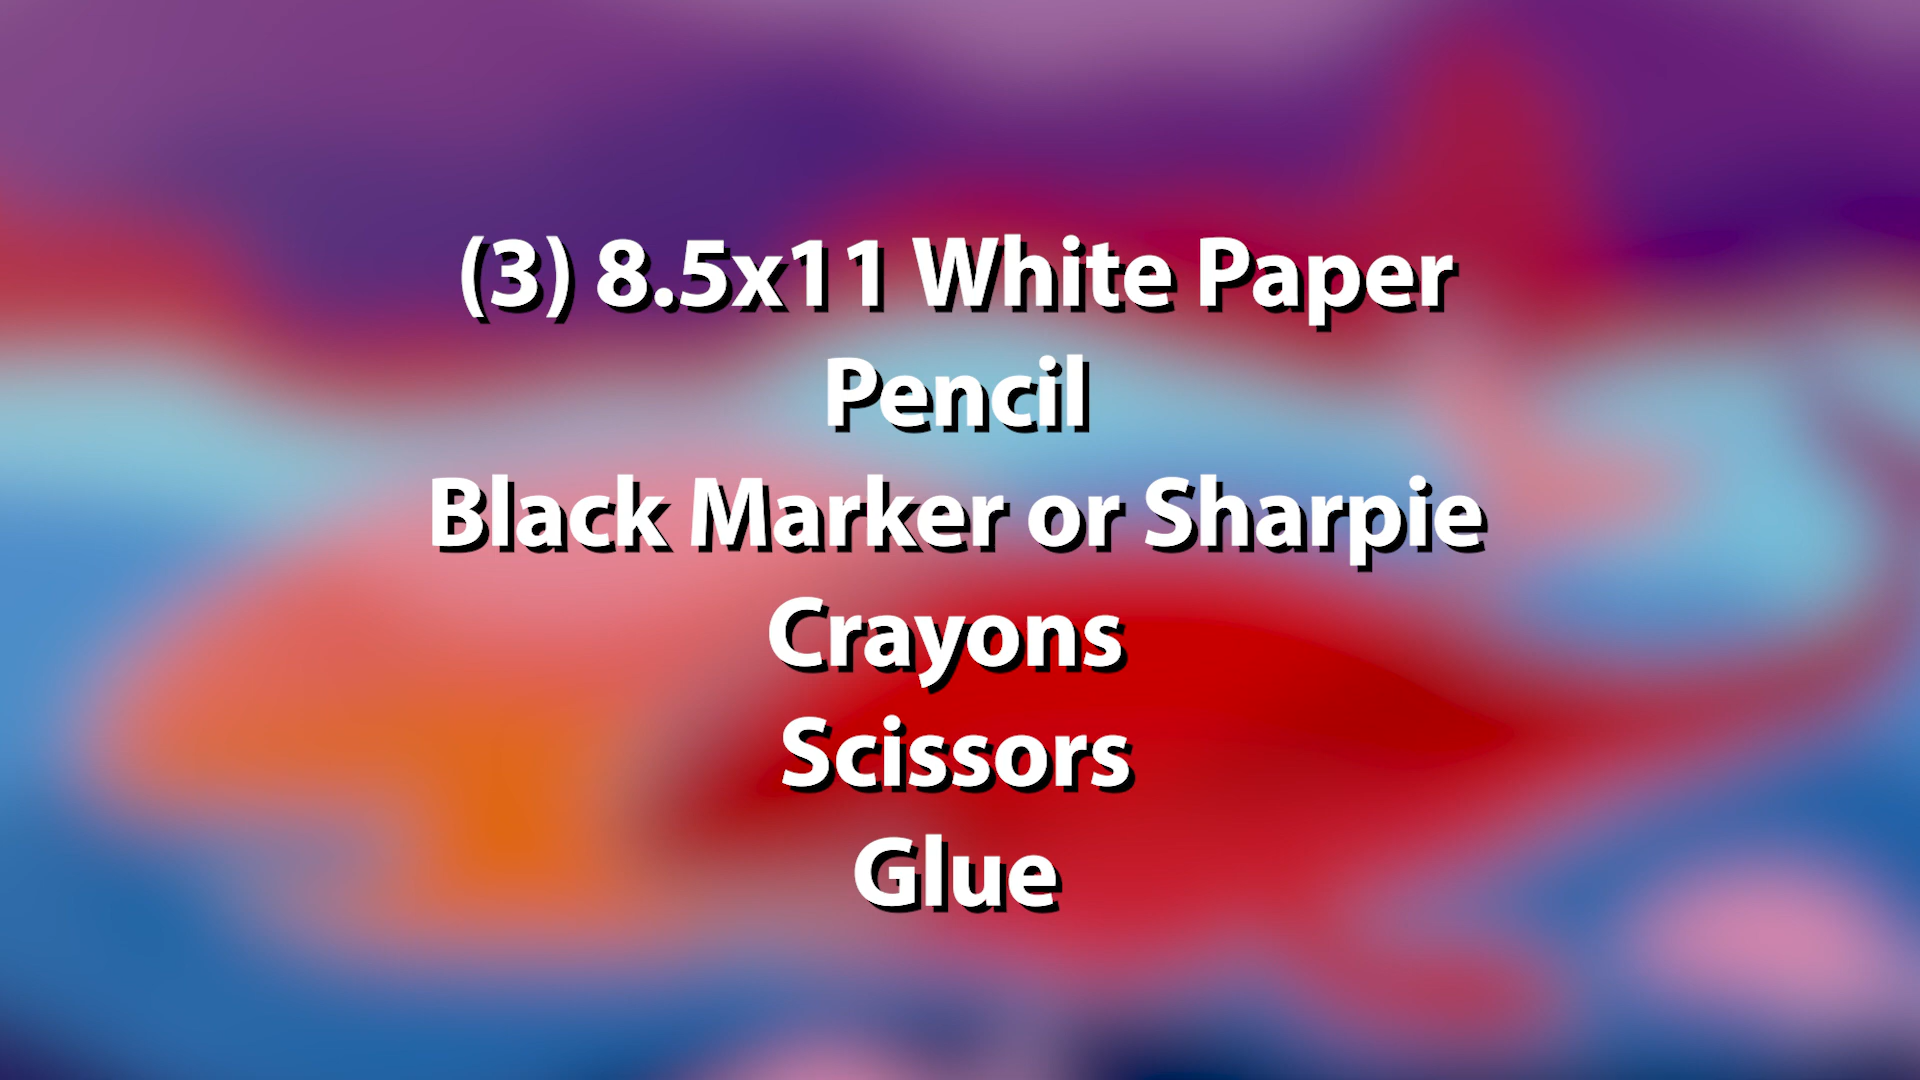 (3) 8.5x11 White Paper
Pencil
Black Marker or Sharpie
Crayons
Scissors
Glue